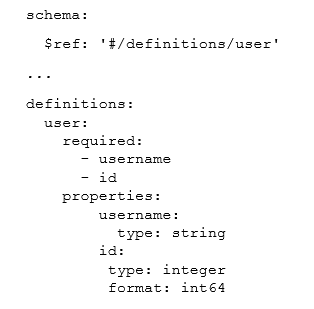 schema:
$ref: '#/definitions/user'
...
definitions:
user:
required:
- username
- id
properties:
username:
type: string
id:
type: integer
format: int64